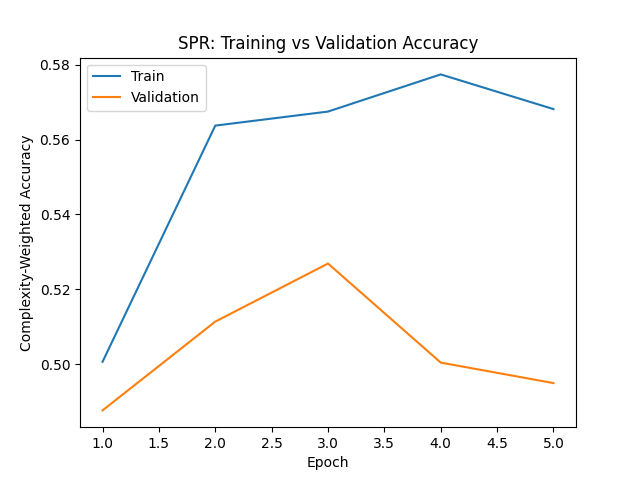 SPR: Training vs Validation Accuracy
Train
Validation
Complexity-Weighted Accuracy
0.58
0.56
0.54
0.52
0.50
1.0 1.5 2.0 2.5 3.0 3.5 4.0 4.5 5.0
Epoch